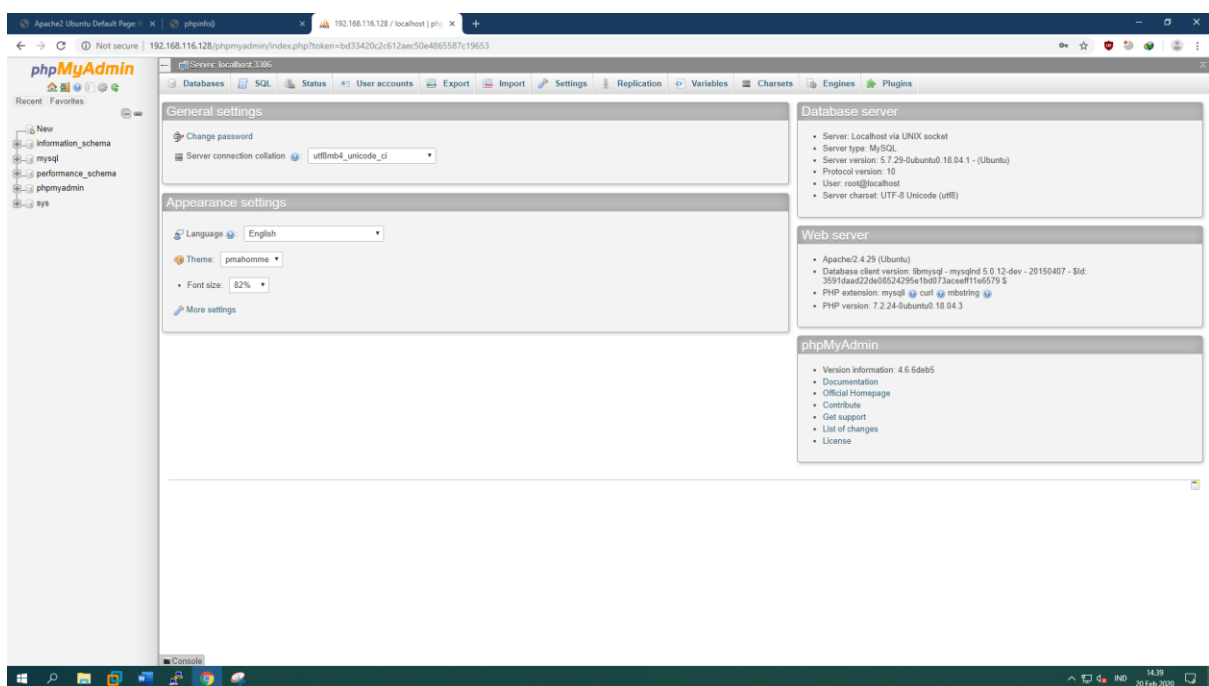 Apache2 Ubuntu Default Page: It
phpinfo()
192.168.116.128 / localhost | php
Not secure | 192.168.116.128/phpmyadmin/index.php?token=bd33420c2c612aec50e4865587c19653
phpMyAdmin
Recent Favorites
New
information_schema
mysql
performance_schema
phpmyadmin
sys
Server: localhost:3306
Databases SQL Status User accounts Export Import Settings Replication Variables Charsets Engines Plugins
General settings
Change password
Server connection collation utf8mb4_unicode_ci
Appearance settings
Language English
Theme: pmahomme
• Font size: 82%
More settings
Database server
• Server: Localhost via UNIX socket
• Server type: MySQL
• Server version: 5.7.29-0ubuntu0.18.04.1 - (Ubuntu)
• Protocol version: 10
• User: root@localhost
• Server charset: UTF-8 Unicode (utf8)
Web server
• Apache/2.4.29 (Ubuntu)
• Database client version: libmysql - mysqlnd 5.0.12-dev - 20150407 - $Id:
3591daad22de08524295e1bd073aceeff11e6579 $
• PHP extension: mysqli curl mbstring
• PHP version: 7.2.24-0ubuntu0.18.04.3
phpMyAdmin
• Version information: 4.6.6deb5
• Documentation
• Official Homepage
• Contribute
• Get support
• List of changes
• License
Console
IND
14.39
20 Feb 2020